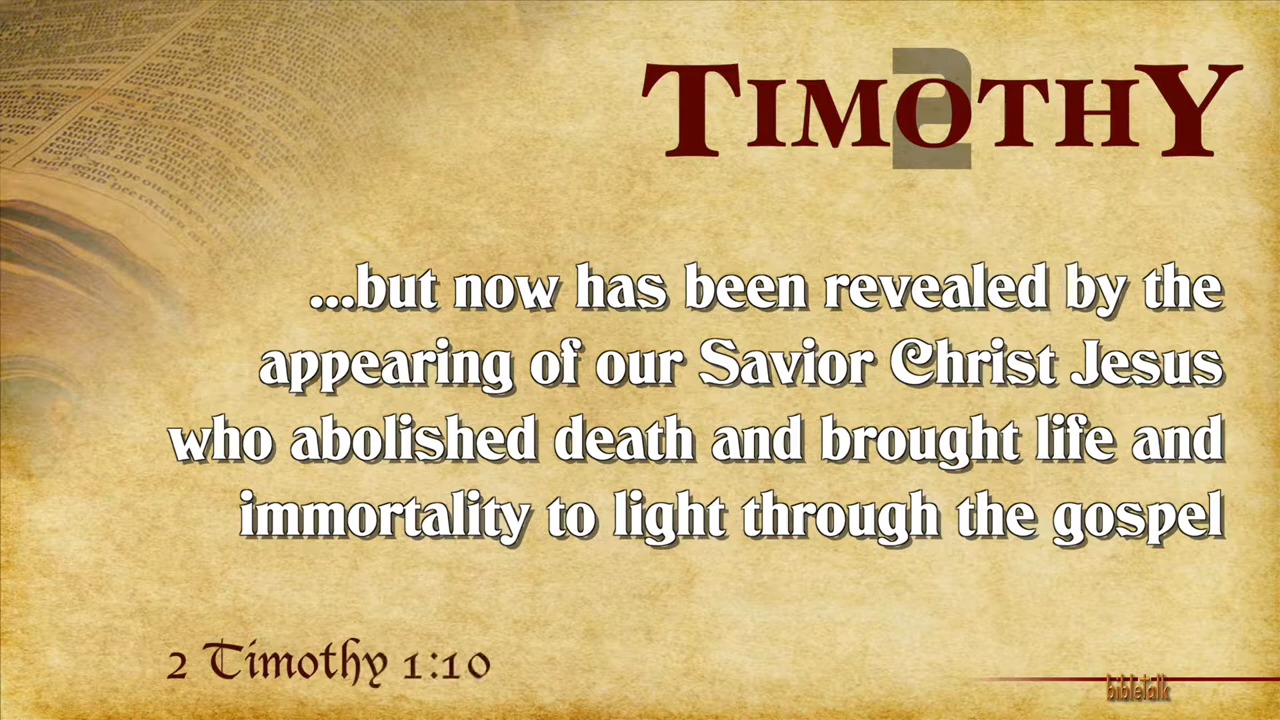 2 TIMOTHY
...but now has been revealed by the
appearing of our Savior Christ Jesus
who abolished death and brought life and
immortality to light through the gospel
2 Timothy 1:10
bibletalk